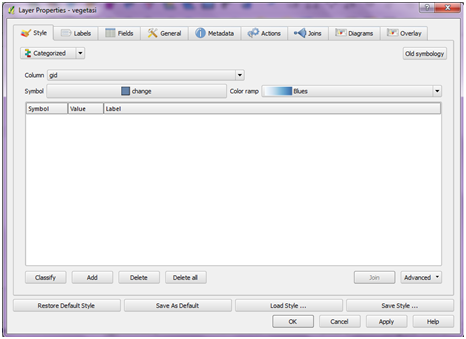 Layer Properties - vegetasi
Style Labels Fields General Metadata Actions Joins Diagrams Overlay
Categorized Old symbology
Column gid
Symbol change Color ramp Blues
Symbol Value Label
Classify Add Delete Delete all Join Advanced
Restore Default Style Save As Default Load Style ... Save Style ...
OK Cancel Apply Help